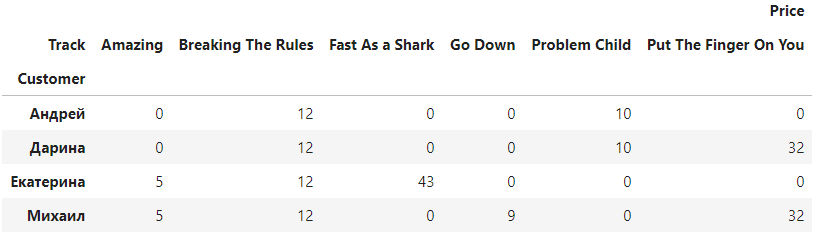 Price
Track Amazing Breaking The Rules Fast As a Shark Go Down Problem Child Put The Finger On You
Customer
Андрей 0 12 0 0 10 0
Дарина 0 12 0 0 10 32
Екатерина 5 12 43 0 0 0
Михаил 5 12 0 9 0 32